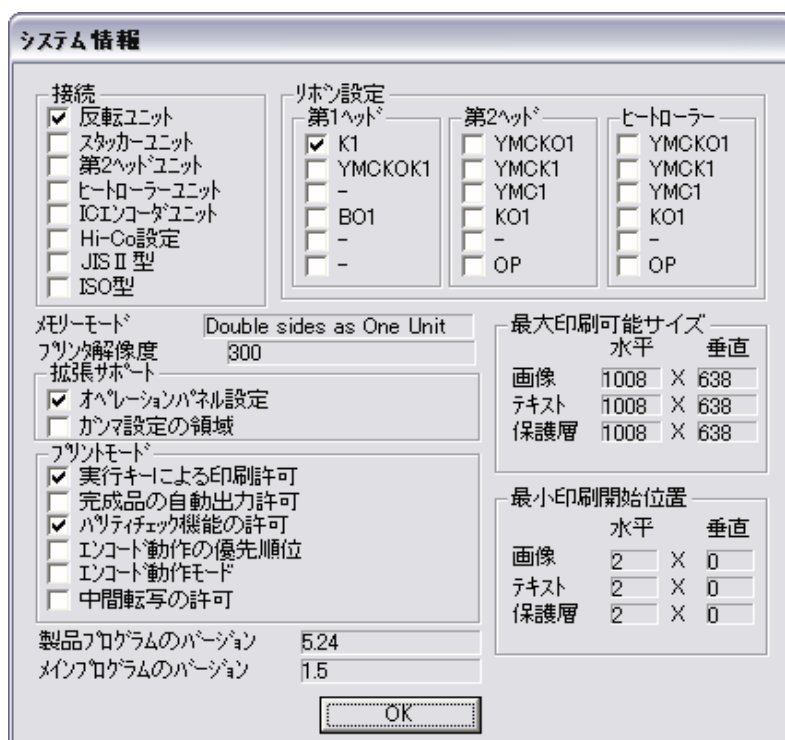 システム情報
接続
反転ユニット
スタッカーユニット
第2ヘッドユニット
ヒートローラーユニット
ICエンコーダユニット
Hi-Co設定
JIS II 型
ISO型
リボン設定
第1ヘッド
K1
YMCKOK1
-
BO1
-
-
第2ヘッド
YMCKO1
YMCK1
YMC1
KO1
-
OP
ヒートローラー
YMCKO1
YMCK1
YMC1
KO1
-
OP
メモリーモード Double sides as One Unit
プリンタ解像度 300
拡張サポート
オペレーションパネル設定
ガンマ設定の領域
プリントモード
実行キーによる印刷許可
完成品の自動出力許可
パリティチェック機能の許可
エンコード動作の優先順位
エンコード動作モード
中間転写の許可
最大印刷可能サイズ
水平 垂直
画像 1008 X 638
テキスト 1008 X 638
保護層 1008 X 638
最小印刷開始位置
水平 垂直
画像 2 X 0
テキスト 2 X 0
保護層 2 X 0
製品プログラムのバージョン 5.24
メインプログラムのバージョン 1.5
OK